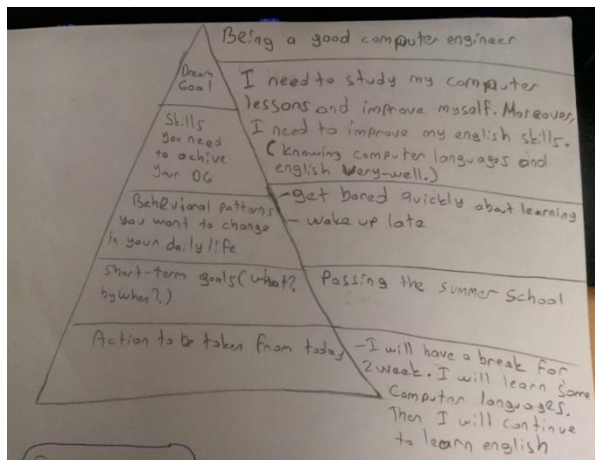 Being a good computer engineer
Dream
Goal
I need to study my computer
lessons and improve myself. Moreover,
I need to improve my english skills.
(knowing computer languages and
english very-well.)
Skills
you need
to achive
your DG
-get bored quickly about learning
- wake up late
Behavioral patterns
you want to change
in your daily life
Short-term goals (what?
by when?)
Passing the summer school
Action to be taken from today
-I will have a break for
2 week. I will learn some
computer languages.
Then I will continue
to learn english